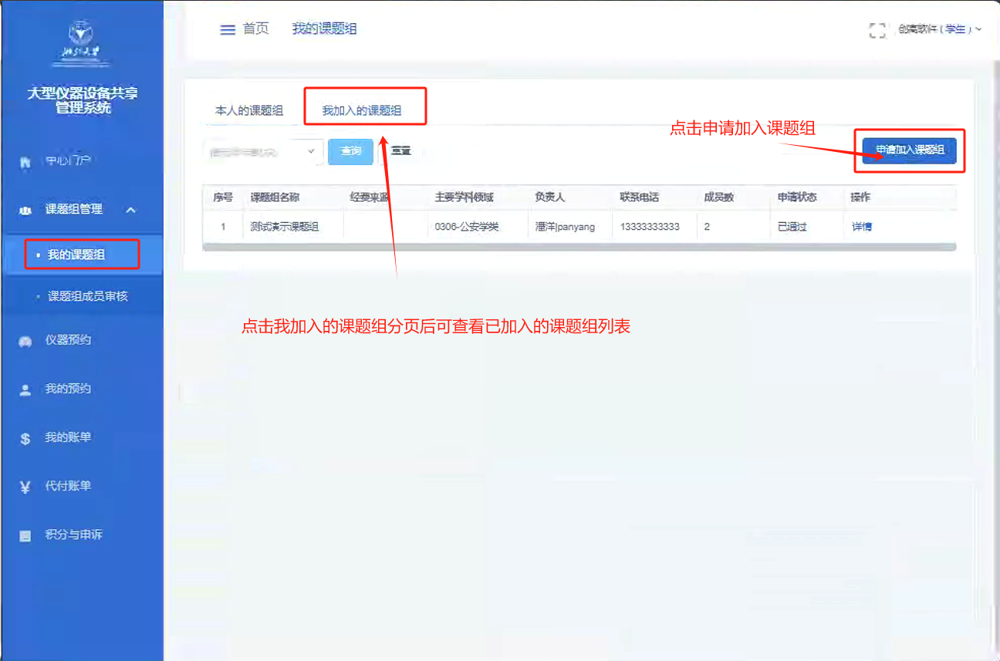 首页 我的课题组
创高软件(学生)
大型仪器设备共享
管理系统
中心门户
课题组管理
我的课题组
课题组成员审核
仪器预约
我的预约
我的账单
代付账单
积分与申诉
本人的课题组 我加入的课题组
点击申请加入课题组
查询 重置 申请加入课题组
序号 课题组名称 经要来源 主要学科领域 负责人 联系电话 成员数 申请状态 操作
1 测试演示课题组 0306-公安学类 潘洋|panyang 13333333333 2 已通过 详情
点击我加入的课题组分页后可查看已加入的课题组列表